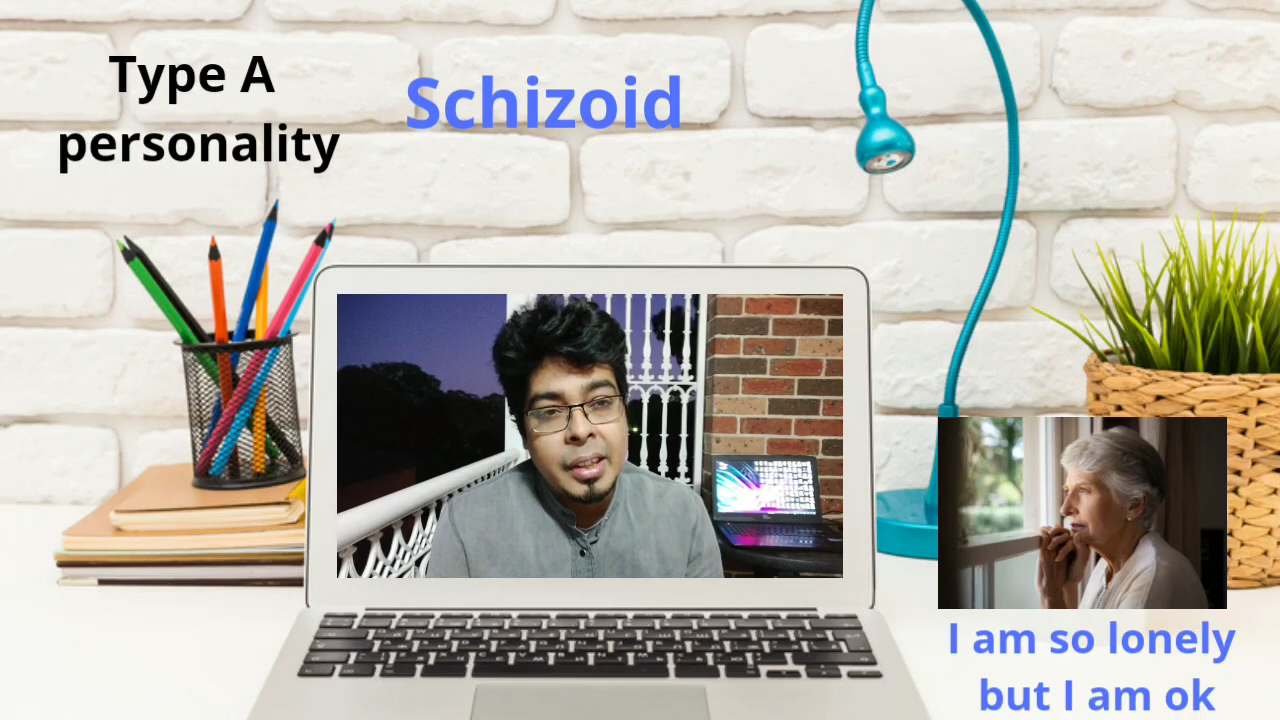 Type A
personality
Schizoid
I am so lonely
but I am ok